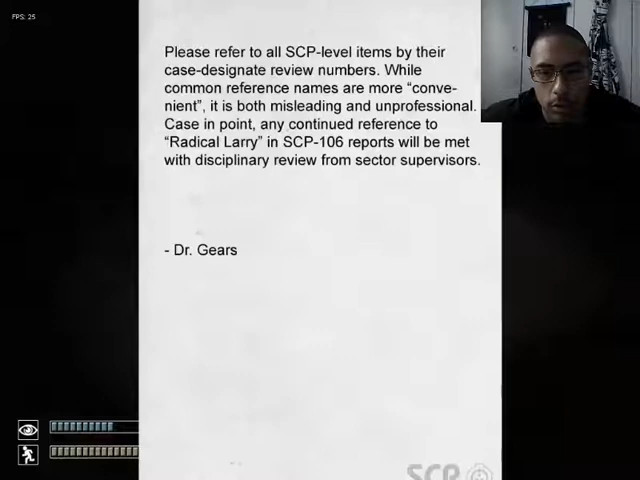 FPS: 25
Please refer to all SCP-level items by their
case-designate review numbers. While
common reference names are more “conve-
nient”, it is both misleading and unprofessional.
Case in point, any continued reference to
“Radical Larry” in SCP-106 reports will be met
with disciplinary review from sector supervisors.
- Dr. Gears
SCP